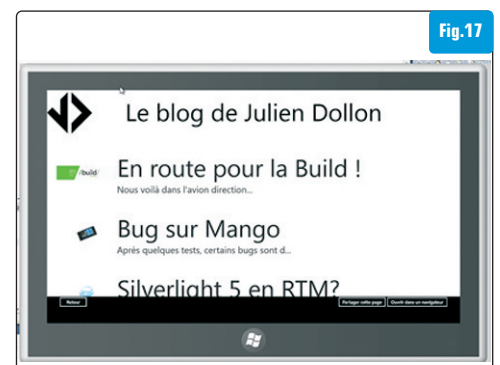 Fig.17
Le blog de Julien Dollon
/build/
En route pour la Build !
Nous voilà dans l'avion direction...
Bug sur Mango
Après quelques tests, certains bugs sont d...
Silverlight 5 en RTM?
Retour
Partager cette page
Ouvrir dans un navigateur